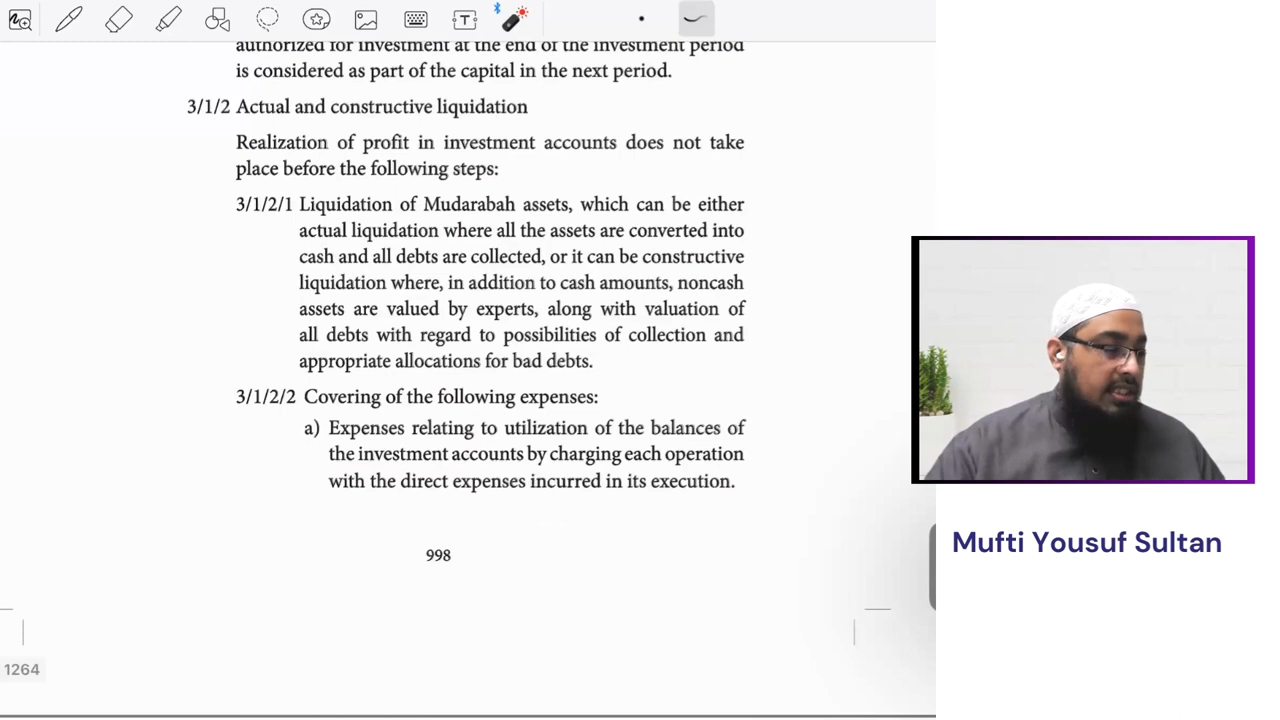 authorized for investment at the end of the investment period
is considered as part of the capital in the next period.
3/1/2 Actual and constructive liquidation
Realization of profit in investment accounts does not take
place before the following steps:
3/1/2/1 Liquidation of Mudarabah assets, which can be either
actual liquidation where all the assets are converted into
cash and all debts are collected, or it can be constructive
liquidation where, in addition to cash amounts, noncash
assets are valued by experts, along with valuation of
all debts with regard to possibilities of collection and
appropriate allocations for bad debts.
3/1/2/2 Covering of the following expenses:
a) Expenses relating to utilization of the balances of
the investment accounts by charging each operation
with the direct expenses incurred in its execution.
998
1264
Mufti Yousuf Sultan